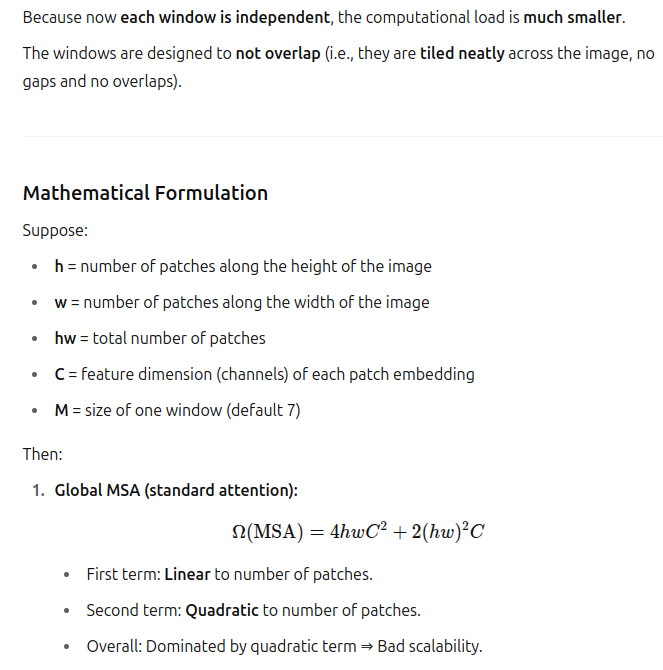 Because now each window is independent, the computational load is much smaller.
The windows are designed to not overlap (i.e., they are tiled neatly across the image, no
gaps and no overlaps).
Mathematical Formulation
Suppose:
• h = number of patches along the height of the image
• w = number of patches along the width of the image
• hw = total number of patches
• C = feature dimension (channels) of each patch embedding
• M = size of one window (default 7)
Then:
1. Global MSA (standard attention):
Ω(MSA) = 4hwC² + 2(hw)²C
• First term: Linear to number of patches.
• Second term: Quadratic to number of patches.
• Overall: Dominated by quadratic term ⇒ Bad scalability.